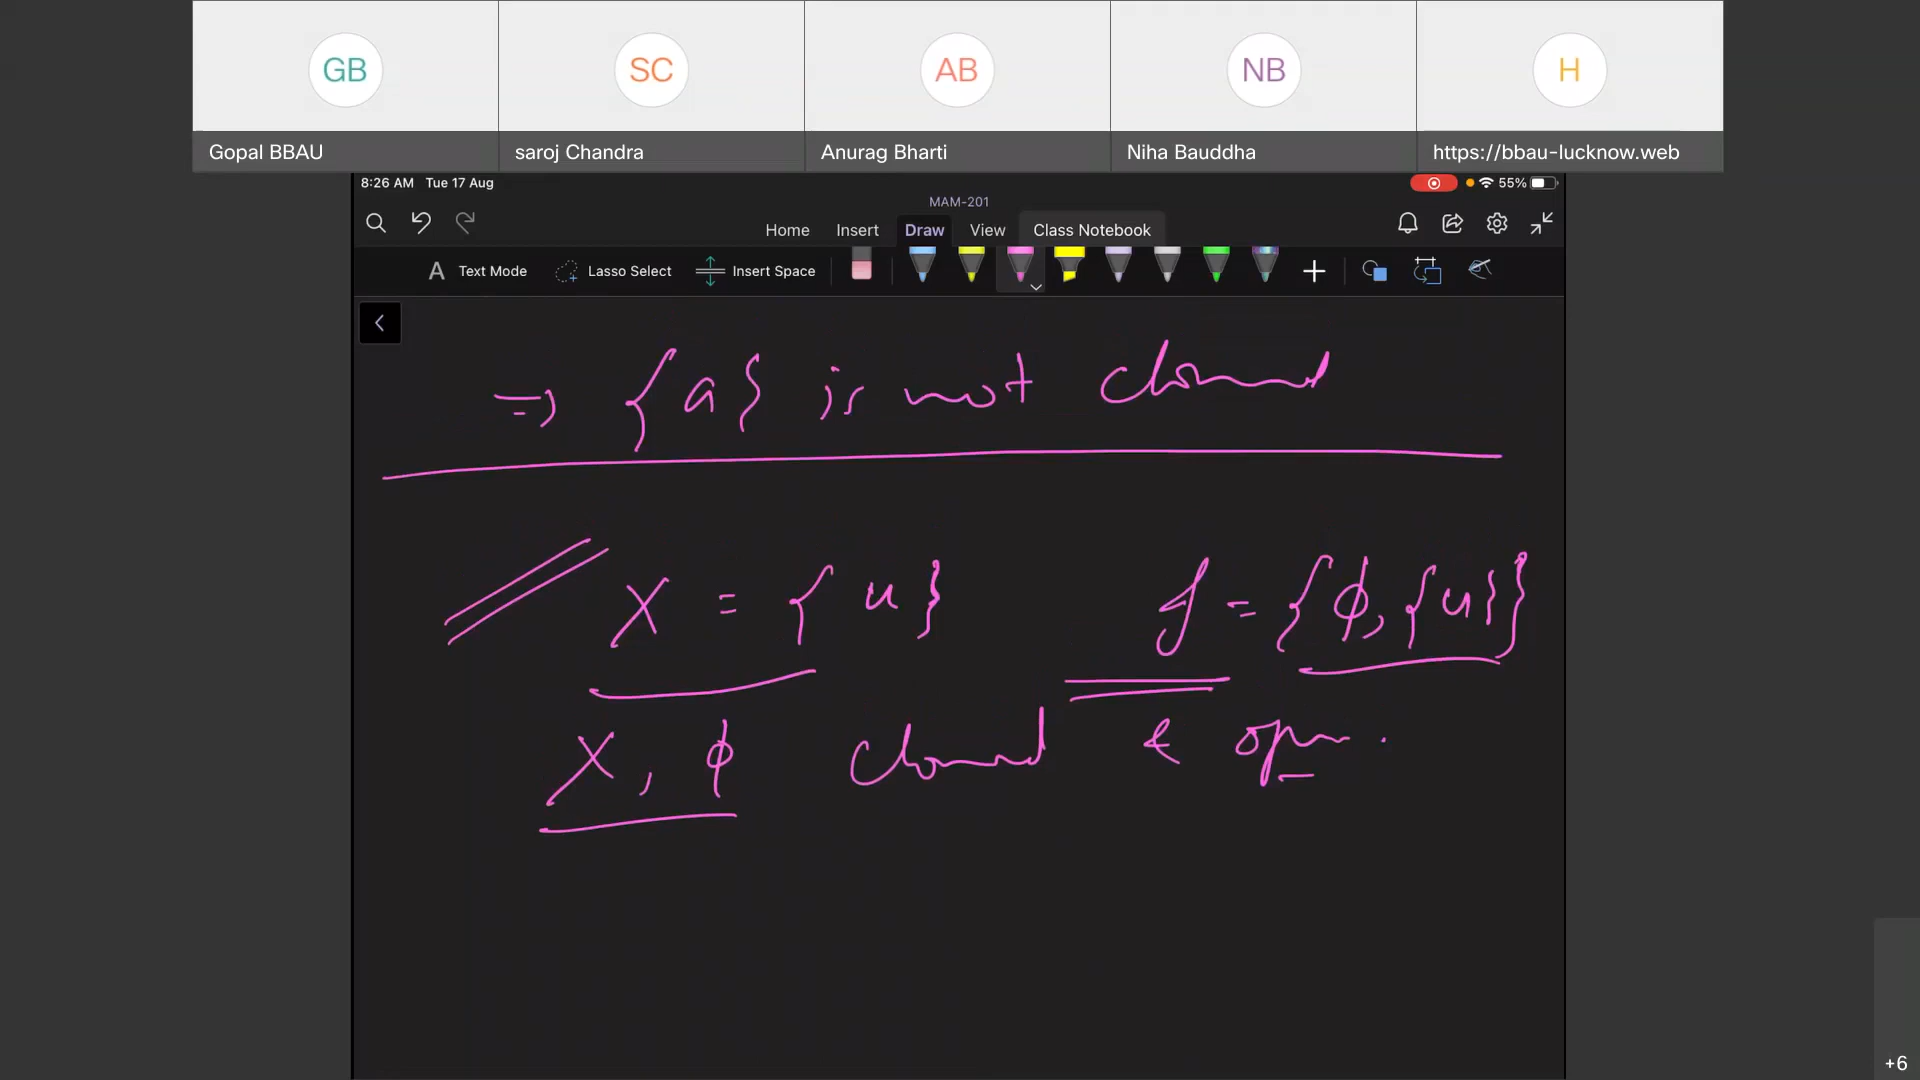 GB SC AB NB H
Gopal BBAU saroj Chandra Anurag Bharti Niha Bauddha https://bbau-lucknow.web
8:26 AM Tue 17 Aug 55%
MAM-201
Home Insert Draw View Class Notebook
A Text Mode Lasso Select Insert Space
⇒ {a} is not closed
X = {u} 𝒥 = {ϕ, {u}}
X, ϕ closed & open.
+6